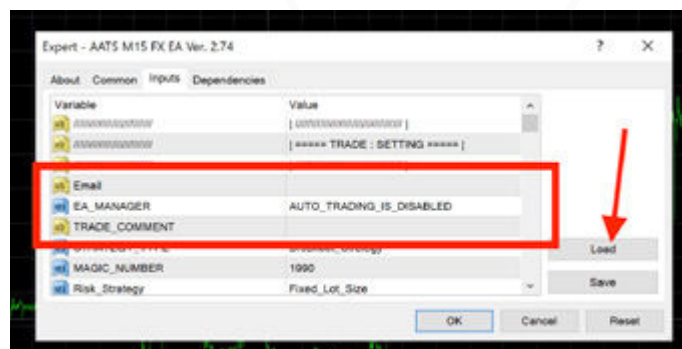 Expert - AATS M15 FX EA Ver. 2.74 ? X
About Common Inputs Dependencies
Variable Value
| ===== TRADE : SETTING ===== |
Email
EA_MANAGER AUTO_TRADING_IS_DISABLED
TRADE_COMMENT
Load
MAGIC_NUMBER 1990
Save
Risk_Strategy Fixed_Lot_Size
OK Cancel Reset